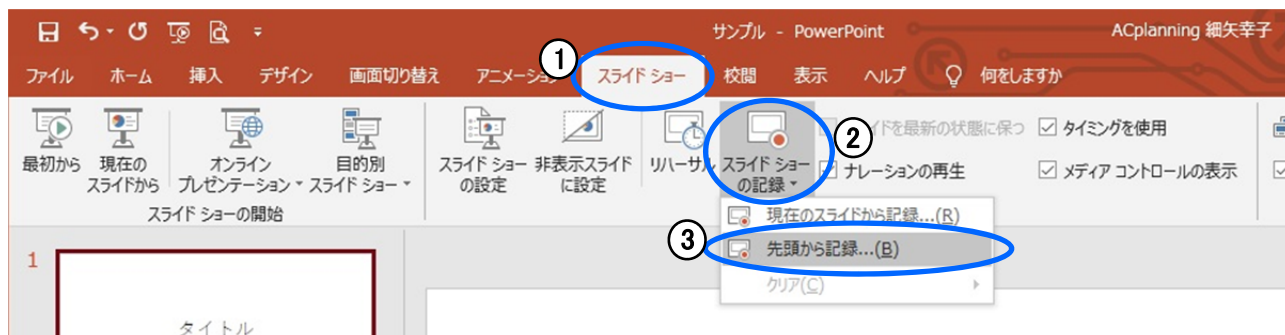 サンプル - PowerPoint
ACplanning 細矢幸子
①
ファイル ホーム 挿入 デザイン 画面切り替え アニメーション スライド ショー 校閲 表示 ヘルプ 何をしますか
②
最初から
現在の
スライドから
オンライン
プレゼンテーション
目的別
スライド ショー
スライド ショー
の設定
非表示スライド
に設定
リハーサル
スライド ショー
の記録
イドを最新の状態に保つ
タイミングを使用
ナレーションの再生
メディア コントロールの表示
スライド ショーの開始
現在のスライドから記録...(R)
③
先頭から記録...(B)
クリア(C)
1
タイトル